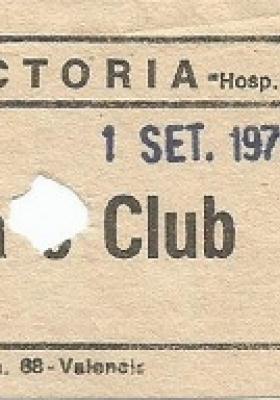 CTORIA "Hosp.
1 SET. 197
Club
. 88 - Valencia